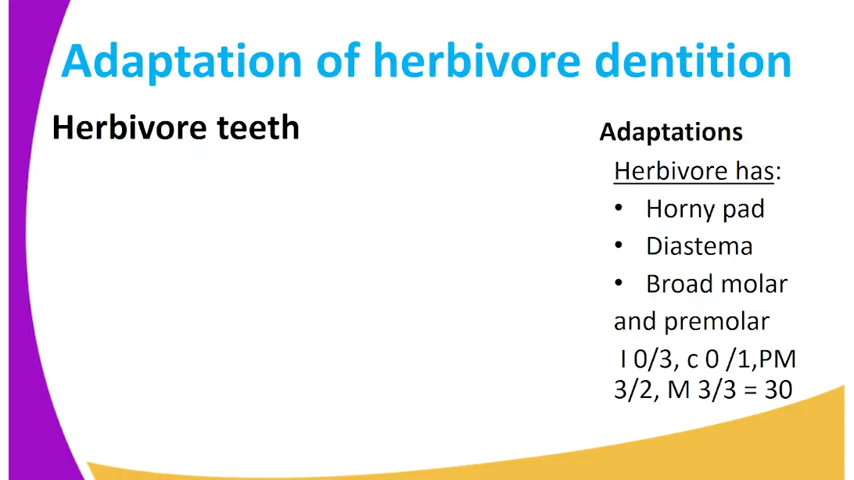 Adaptation of herbivore dentition
Herbivore teeth
Adaptations
Herbivore has:
• Horny pad
• Diastema
• Broad molar
and premolar
I 0/3, c 0 /1,PM
3/2, M 3/3 = 30